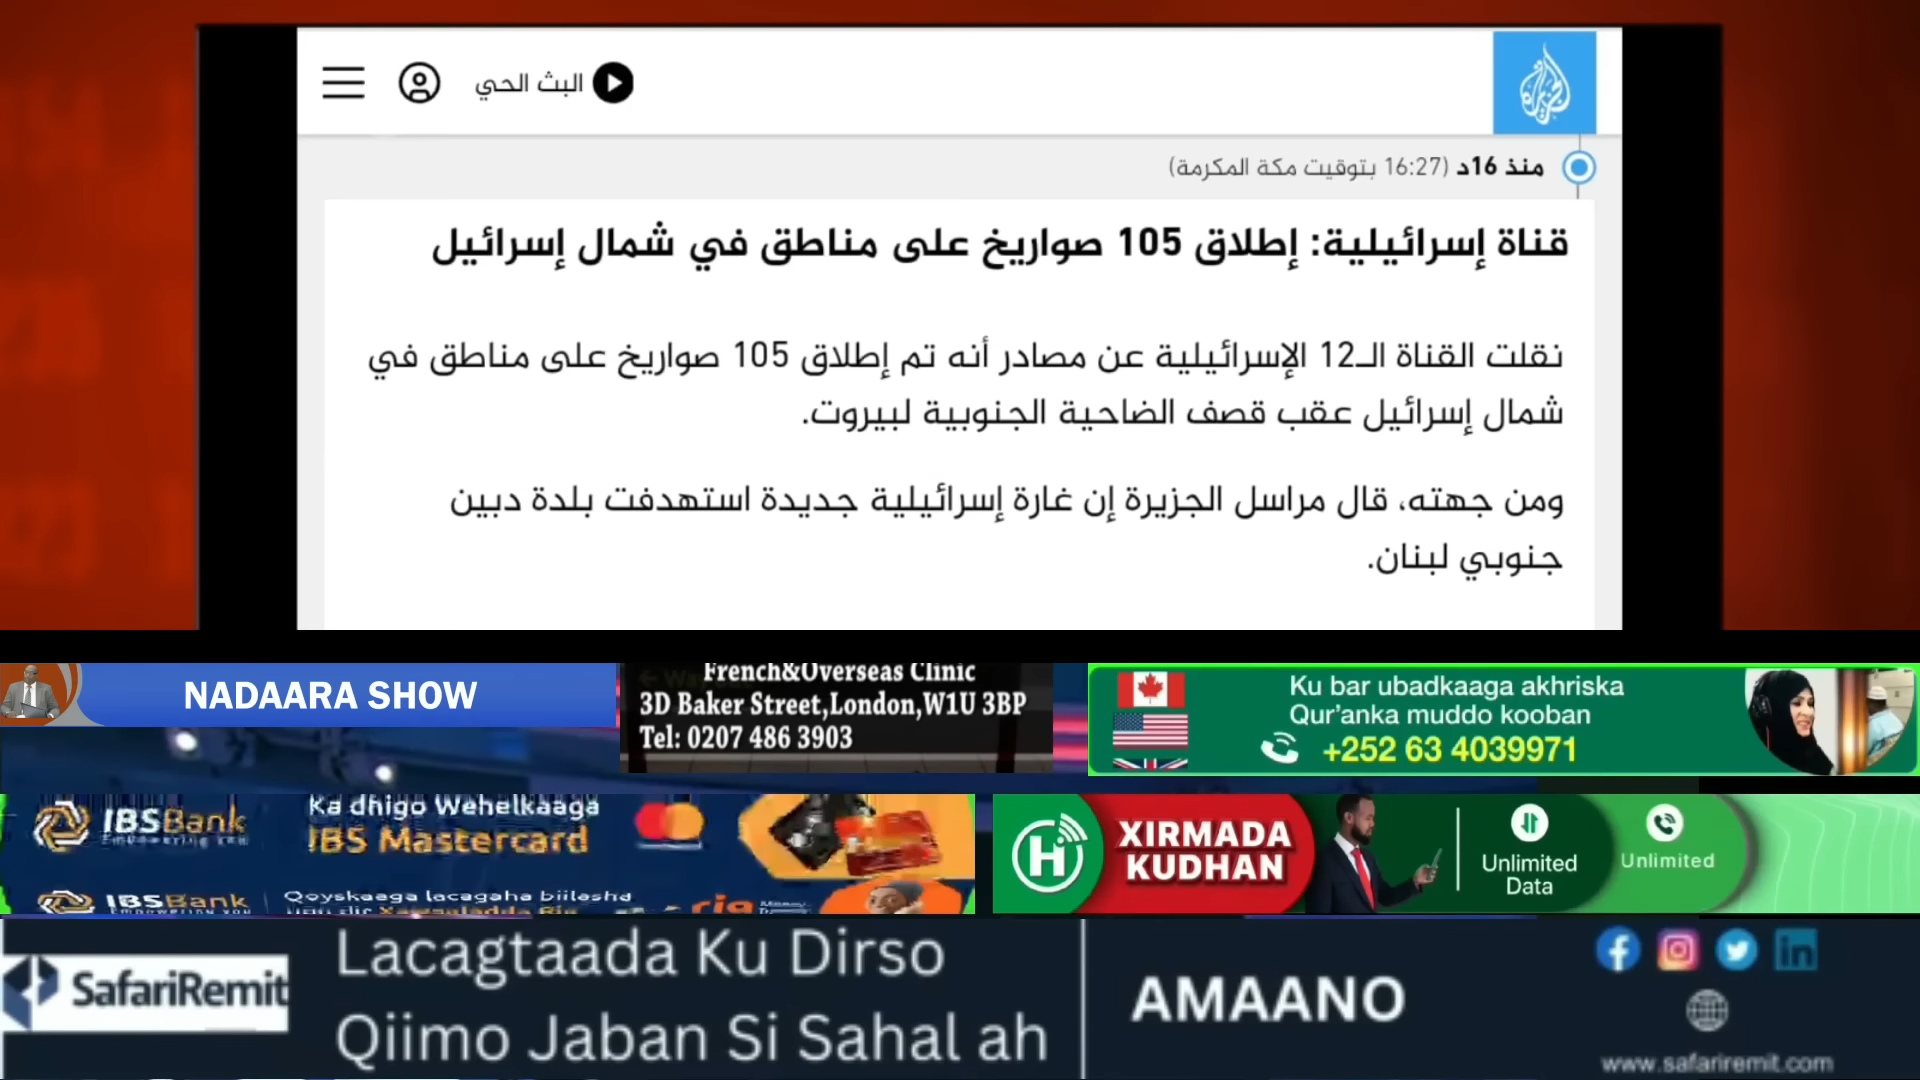 البث الحي
منذ 16د (16:27 بتوقيت مكة المكرمة)
قناة إسرائيلية: إطلاق 105 صواريخ على مناطق في شمال إسرائيل
نقلت القناة الـ12 الإسرائيلية عن مصادر أنه تم إطلاق 105 صواريخ على مناطق في
شمال إسرائيل عقب قصف الضاحية الجنوبية لبيروت.
ومن جهته، قال مراسل الجزيرة إن غارة إسرائيلية جديدة استهدفت بلدة دبين
جنوبي لبنان.
NADAARA SHOW
French&Overseas Clinic
3D Baker Street,London,W1U 3BP
Tel: 0207 486 3903
Ku bar ubadkaaga akhriska
Qur'anka muddo kooban
+252 63 4039971
IBSBank
Ka dhigo Wehelkaaga
IBS Mastercard
IBSBank
Qoyskaaga lacagaha biilasha
ria
H
XIRMADA
KUDHAN
Unlimited
Data
Unlimited
SafariRemit
Lacagtaada Ku Dirso
Qiimo Jaban Si Sahal ah
AMAANO
www.safariremit.com